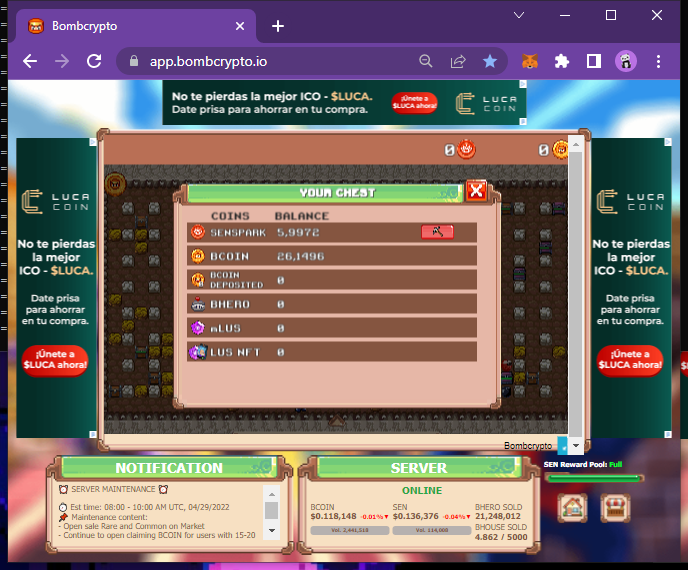 Bombcrypto
app.bombcrypto.io
No te pierdas la mejor ICO - $LUCA.
Date prisa para ahorrar en tu compra.
¡Únete a
$LUCA ahora!
LUCA
COIN
0
0
LUCA
COIN
No te pierdas
la mejor
ICO - $LUCA.
Date prisa
para ahorrar
en tu compra.
¡Únete a
$LUCA ahora!
YOUR CHEST
COINS BALANCE
SENSPARK 5,9972
BCOIN 26,1496
BCOIN
DEPOSITED 0
BHERO 0
mLUS 0
LUS NFT 0
LUCA
COIN
No te pierdas
la mejor
ICO - $LUCA.
Date prisa
para ahorrar
en tu compra.
¡Únete a
$LUCA ahora!
Bombcrypto
NOTIFICATION
SERVER MAINTENANCE
Est time: 08:00 - 10:00 AM UTC, 04/29/2022
Maintenance content:
- Open sale Rare and Common on Market
- Continue to open claiming BCOIN for users with 15-20
SERVER
ONLINE
BCOIN
$0.118,148 -0.01%▼
Vol. 2,441,518
SEN
$0.136,376 -0.04%▼
Vol. 114,008
BHERO SOLD
21,248,012
BHOUSE SOLD
4.862 / 5000
SEN Reward Pool: Full